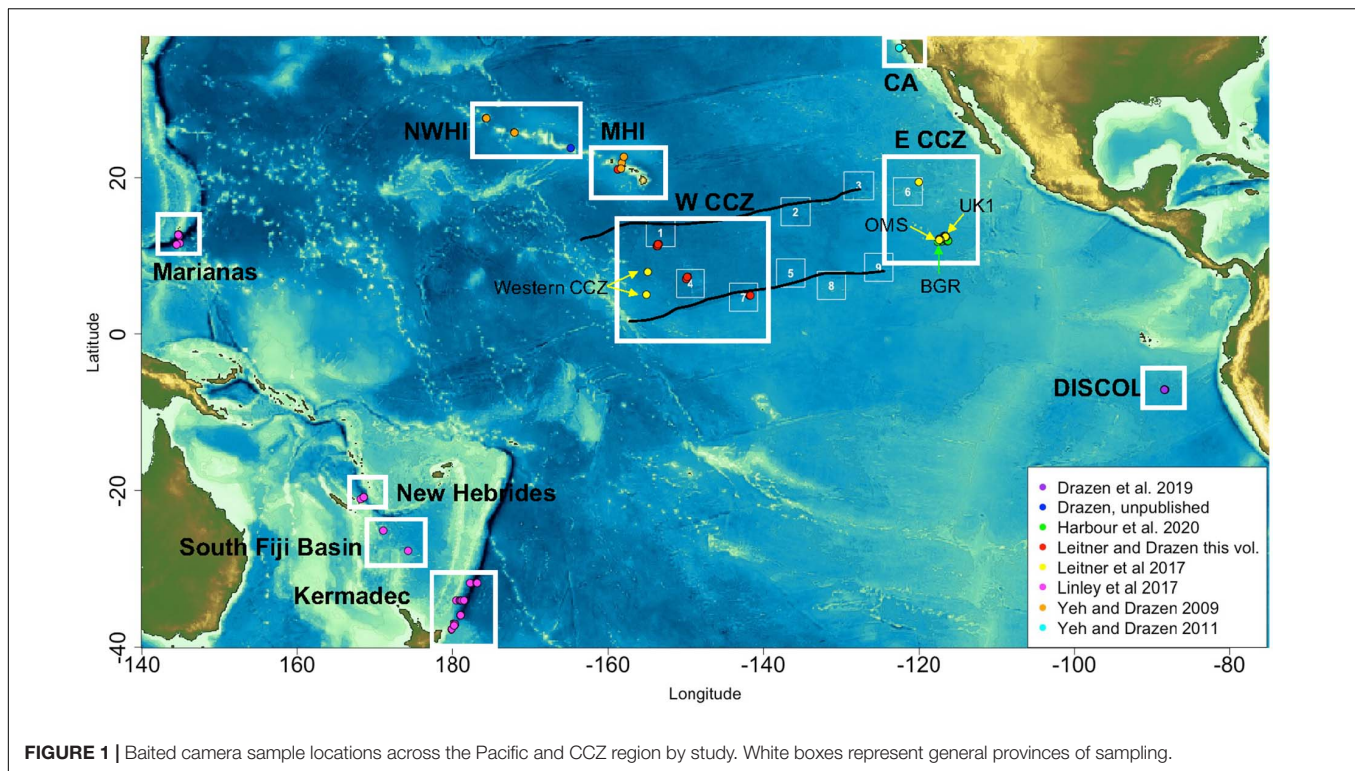 CA
NWHI
MHI
E CCZ
W CCZ
3
6
2
UK1
OMS
1
Marianas
Western CCZ
4
5
9
8
7
BGR
DISCOL
New Hebrides
South Fiji Basin
Kermadec
Latitude
20
0
-20
-40
-140
160
180
-160
-140
-120
-100
-80
Longitude
Drazen et al. 2019
Drazen, unpublished
Harbour et al. 2020
Leitner and Drazen this vol.
Leitner et al 2017
Linley et al 2017
Yeh and Drazen 2009
Yeh and Drazen 2011
FIGURE 1 | Baited camera sample locations across the Pacific and CCZ region by study. White boxes represent general provinces of sampling.